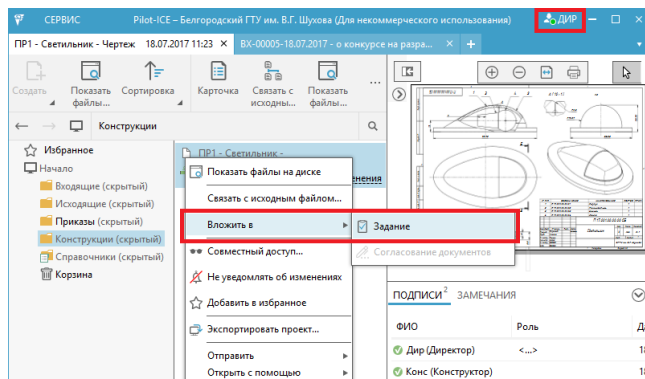 СЕРВИС
Pilot-ICE – Белгородский ГТУ им. В.Г. Шухова (Для некоммерческого использования)
ДИР
ПР1 - Светильник - Чертеж 18.07.2017 11:23
ВХ-00005-18.07.2017 - о конкурсе на разра...
Создать
Показать файлы...
Сортировка
Карточка
Связать с исходны...
Показать файлы...
...
Конструкции
Избранное
Начало
Входящие (скрытый)
Исходящие (скрытый)
Приказы (скрытый)
Конструкции (скрытый)
Справочники (скрытый)
Корзина
ПР1 - Светильник -
Показать файлы на диске
Связать с исходным файлом...
Вложить в
Задание
Согласование документов
Совместный доступ...
Не уведомлять об изменениях
Добавить в избранное
Экспортировать проект...
Отправить
Открыть с помощью
ПОДПИСИ 2 ЗАМЕЧАНИЯ
ФИО Роль
Дир (Директор) <...>
Конс (Конструктор)